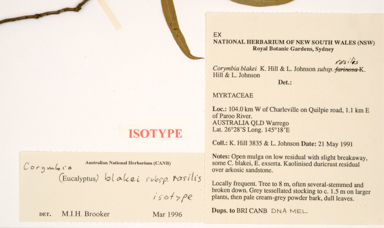 EX
NATIONAL HERBARIUM OF NEW SOUTH WALES (NSW)
Royal Botanic Gardens, Sydney
rasilis
Corymbia blakei K. Hill & L. Johnson subsp. farinosa K.
Hill & L. Johnson
Det.:
MYRTACEAE
Loc.: 104.0 km W of Charleville on Quilpie road, 1.1 km E
of Paroo River.
AUSTRALIA QLD Warrego
Lat. 26°28'S Long. 145°18'E
Coll.: K. Hill 3835 & L. Johnson Date: 21 May 1991
Notes: Open mulga on low residual with slight breakaway,
some C. blakei, E. exserta. Kaolinised duricrust residual
over arkosic sandstone.
Locally frequent. Tree to 8 m, often several-stemmed and
broken down. Grey tessellated stocking to c. 1.5 m on larger
plants, then pale cream-grey powder bark, dull leaves.
Dups. to BRI CANB DNA MEL
ISOTYPE
Australian National Herbarium (CANB)
Corymbia
(Eucalyptus) blakei subsp. rasilis
isotype
DET. M.I.H. Brooker Mar 1996